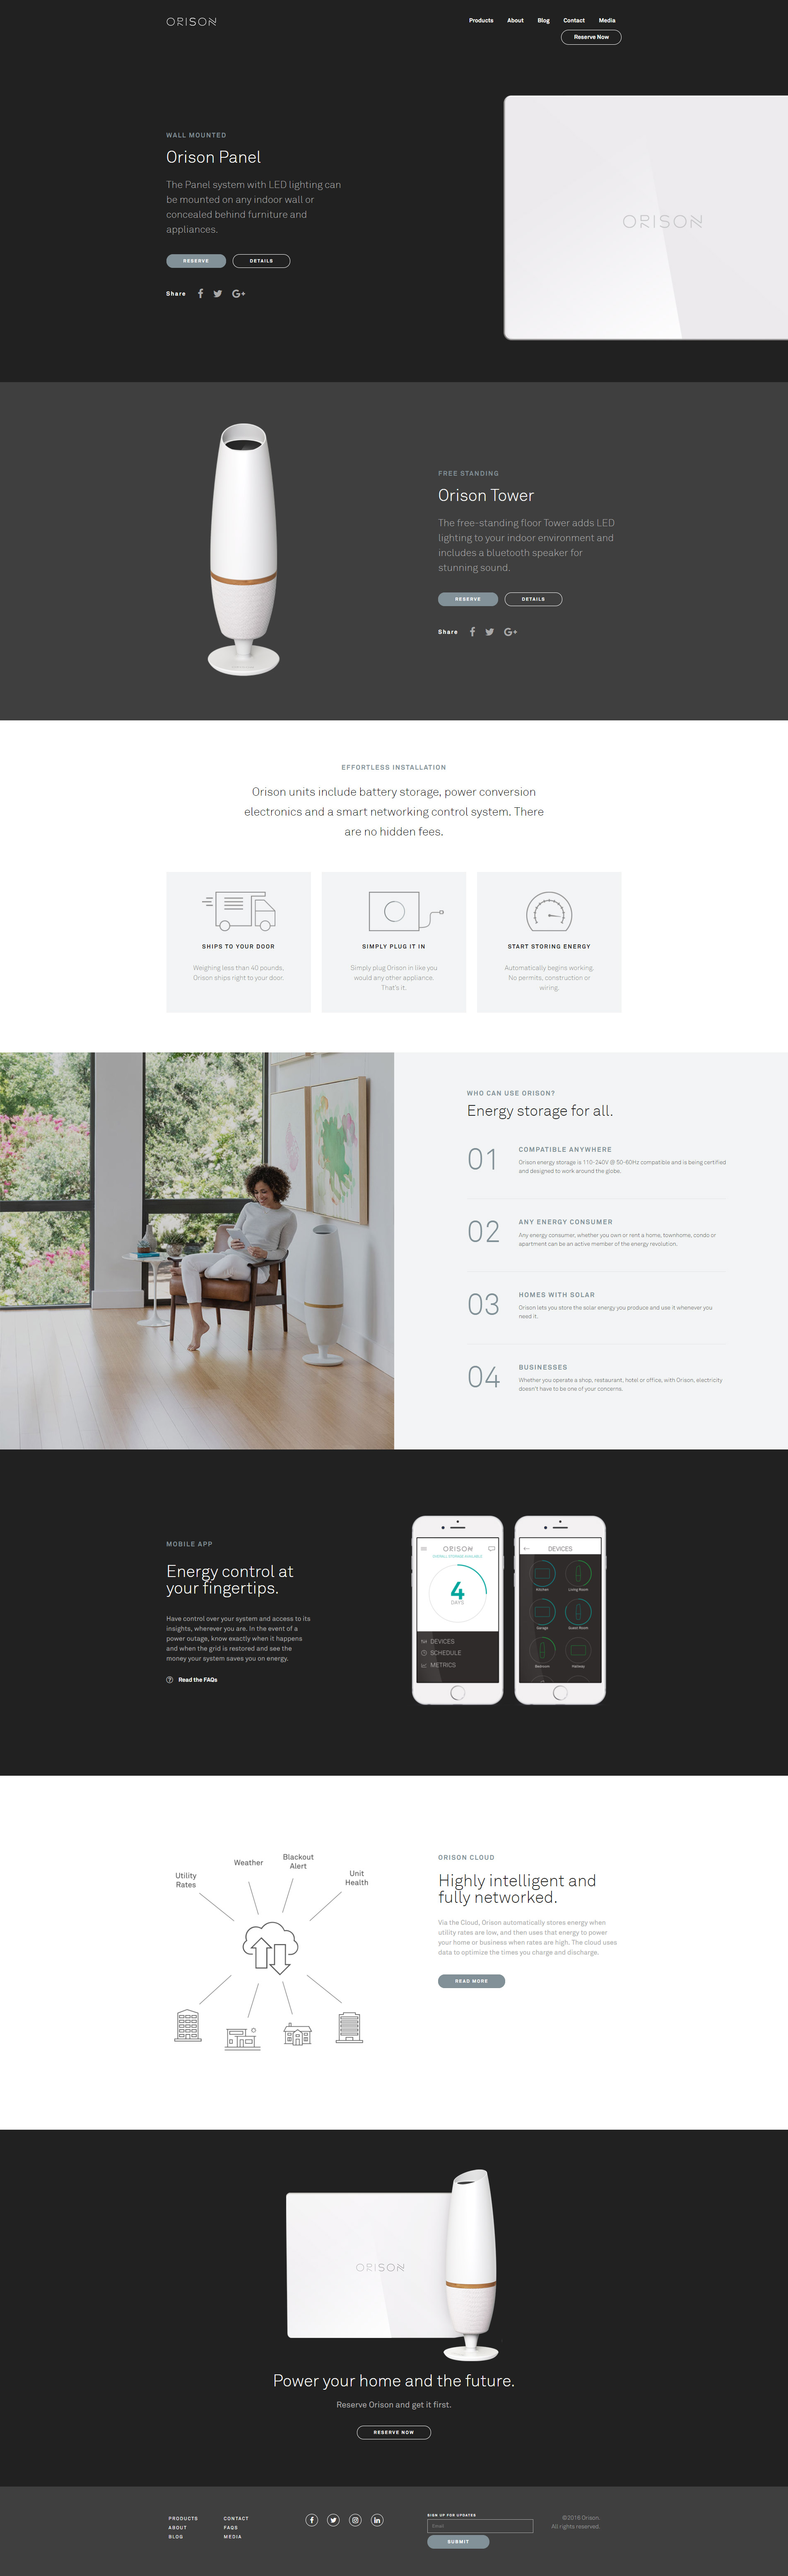 ORISON
Products About Blog Contact Media
Reserve Now
WALL MOUNTED
Orison Panel
The Panel system with LED lighting can
be mounted on any indoor wall or
concealed behind furniture and
appliances.
RESERVE DETAILS
Share
ORISON
FREE STANDING
Orison Tower
The free-standing floor Tower adds LED
lighting to your indoor environment and
includes a bluetooth speaker for
stunning sound.
RESERVE DETAILS
Share
EFFORTLESS INSTALLATION
Orison units include battery storage, power conversion
electronics and a smart networking control system. There
are no hidden fees.
SHIPS TO YOUR DOOR
Weighing less than 40 pounds,
Orison ships right to your door.
SIMPLY PLUG IT IN
Simply plug Orison in like you
would any other appliance.
That's it.
START STORING ENERGY
Automatically begins working.
No permits, construction or
wiring.
WHO CAN USE ORISON?
Energy storage for all.
01
COMPATIBLE ANYWHERE
Orison energy storage is 110-240V @ 50-60Hz compatible and is being certified
and designed to work around the globe.
02
ANY ENERGY CONSUMER
Any energy consumer, whether you own or rent a home, townhome, condo or
apartment can be an active member of the energy revolution.
03
HOMES WITH SOLAR
Orison lets you store the solar energy you produce and use it whenever you
need it.
04
BUSINESSES
Whether you operate a shop, restaurant, hotel or office, with Orison, electricity
doesn't have to be one of your concerns.
MOBILE APP
Energy control at
your fingertips.
Have control over your system and access to its
insights, wherever you are. In the event of a
power outage, know exactly when it happens
and when the grid is restored and see the
money your system saves you on energy.
Read the FAQs
ORISON
OVERALL STORAGE AVAILABLE
4
DAYS
DEVICES
SCHEDULE
METRICS
DEVICES
Kitchen Living Room
Garage Guest Room
Bedroom
Utility
Rates
Weather
Blackout
Alert
Unit
Health
ORISON CLOUD
Highly intelligent and
fully networked.
Via the Cloud, Orison automatically stores energy when
utility rates are low, and then uses that energy to power
your home or business when rates are high. The cloud uses
data to optimize the times you charge and discharge.
READ MORE
ORISON
Power your home and the future.
Reserve Orison and get it first.
RESERVE NOW
PRODUCTS
ABOUT
BLOG
CONTACT
FAQS
MEDIA
SIGN UP FOR UPDATES
Email
SUBMIT
©2016 Orison.
All rights reserved.